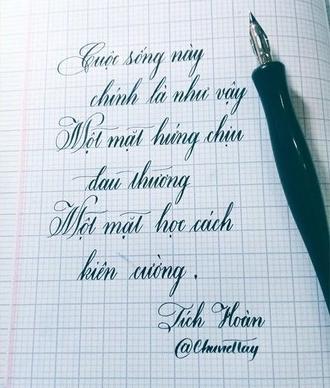 Cuộc sống này
chính là như vậy
Một mặt hứng chịu
đau thương
Một mặt học cách
kiên cường.
Tích Hoàn
@Chuviettay